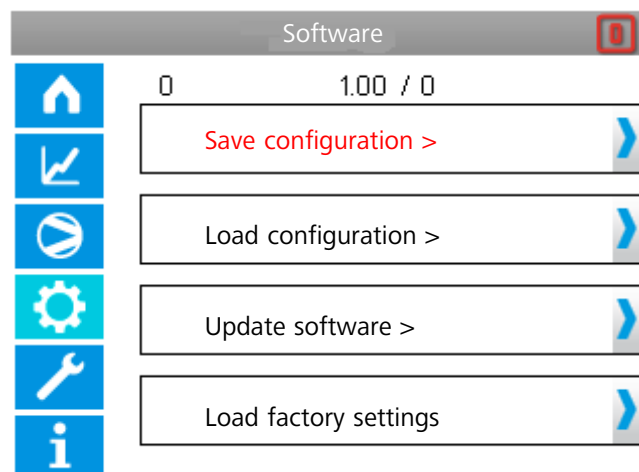 Software
0
0 1.00 / 0
Save configuration >
Load configuration >
Update software >
Load factory settings